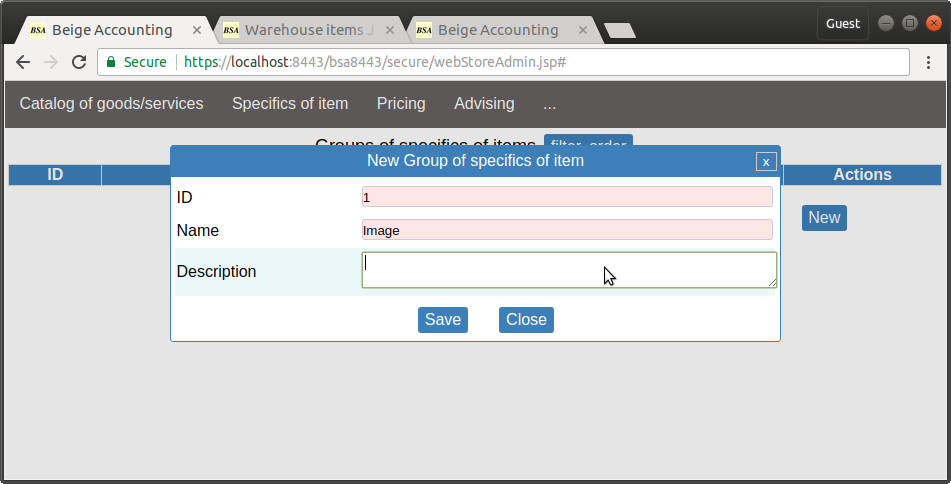 BSA Beige Accounting
BSA Warehouse items J
BSA Beige Accounting
Guest
Secure https://localhost:8443/bsa8443/secure/webStoreAdmin.jsp#
Catalog of goods/services Specifics of item Pricing Advising ...
Groups of specifics of items filter, order
New Group of specifics of item x
ID Actions
ID 1
Name Image
New
Description
Save Close